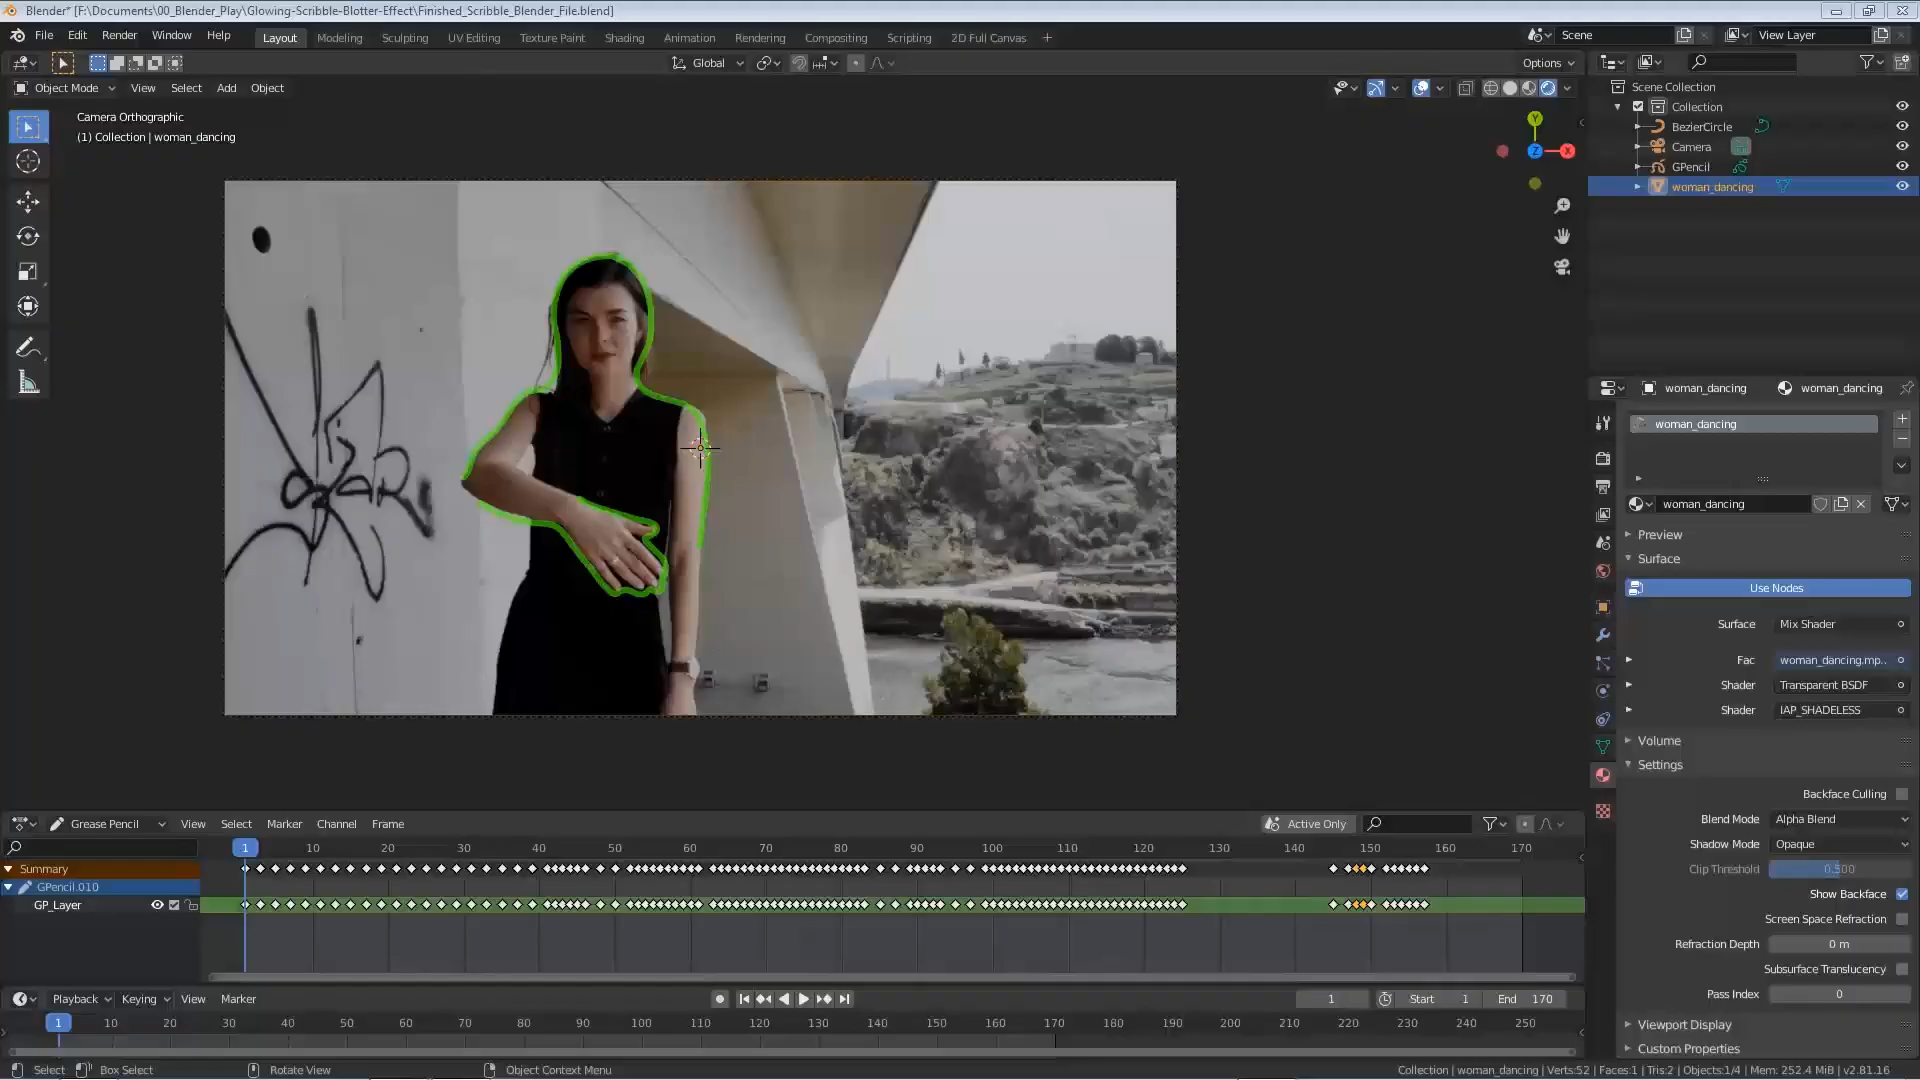 Blender* [F:\Documents\00_Blender_Play\Glowing-Scribble-Blotter-Effect\Finished_Scribble_Blender_File.blend]
File Edit Render Window Help Layout Modeling Sculpting UV Editing Texture Paint Shading Animation Rendering Compositing Scripting 2D Full Canvas + Scene View Layer
Global Options
Object Mode View Select Add Object
Camera Orthographic
(1) Collection | woman_dancing
Y
Z X
Scene Collection
Collection
BezierCircle
Camera
GPencil
woman_dancing
woman_dancing woman_dancing
woman_dancing
woman_dancing
Preview
Surface
Use Nodes
Surface Mix Shader
Fac woman_dancing.mp..
Shader Transparent BSDF
Shader IAP_SHADELESS
Volume
Settings
Backface Culling
Blend Mode Alpha Blend
Shadow Mode Opaque
Clip Threshold 0.500
Show Backface
Screen Space Refraction
Refraction Depth 0 m
Subsurface Translucency
Pass Index 0
Viewport Display
Custom Properties
Grease Pencil View Select Marker Channel Frame Active Only
1 10 20 30 40 50 60 70 80 90 100 110 120 130 140 150 160 170
Summary
GPencil.010
GP_Layer
Playback Keying View Marker 1 Start 1 End 170
1 10 20 30 40 50 60 70 80 90 100 110 120 130 140 150 160 170 180 190 200 210 220 230 240 250
Select Box Select Rotate View Object Context Menu Collection | woman_dancing | Verts:52 | Faces:1 | Tris:2 | Objects:1/4 | Mem: 252.4 MiB | v2.81.16